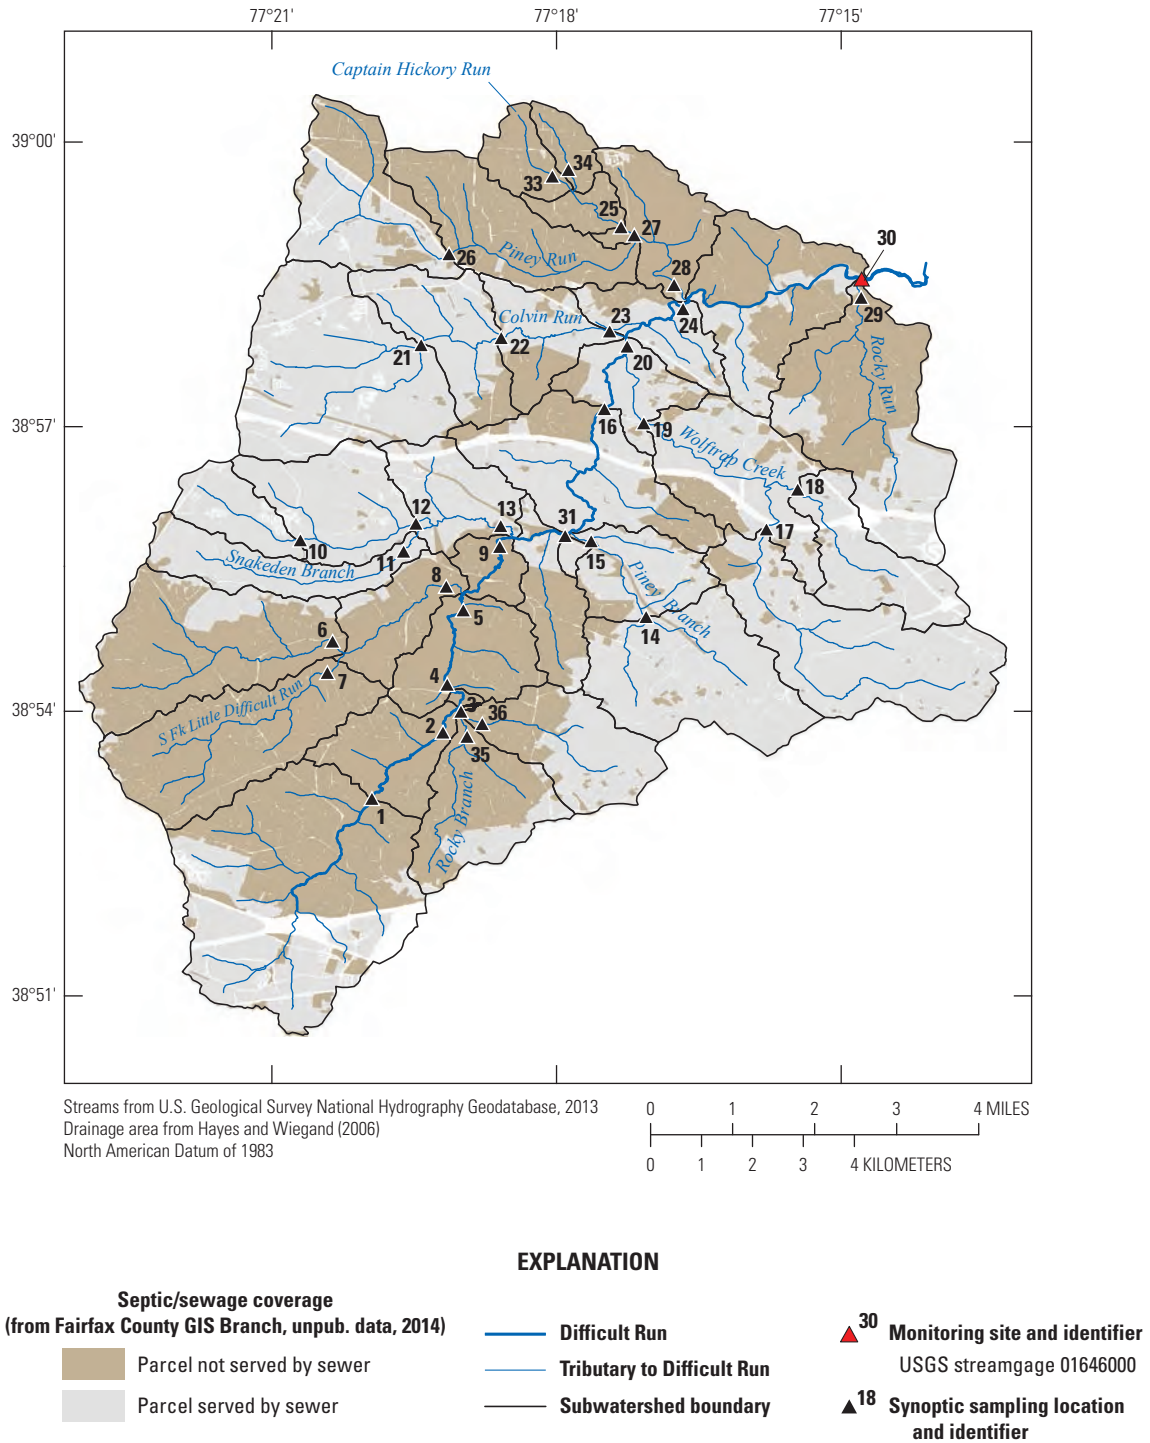 77°21'
77°18'
77°15'
Captain Hickory Run
39°00'
34
33
25
27
30
Piney Run
26
28
29
Colvin Run
23
24
22
21
20
Rocky Run
38°57'
16
19
Wolftrap Creek
18
12
13
31
17
10
9
15
Snakeden Branch
11
8
Piney Branch
5
6
14
7
4
S Fk Little Difficult Run
3
36
2
35
1
Rocky Branch
38°54'
38°51'
Streams from U.S. Geological Survey National Hydrography Geodatabase, 2013
Drainage area from Hayes and Wiegand (2006)
North American Datum of 1983
0 1 2 3 4 MILES
0 1 2 3 4 KILOMETERS
EXPLANATION
Septic/sewage coverage
(from Fairfax County GIS Branch, unpub. data, 2014)
Parcel not served by sewer
Parcel served by sewer
Difficult Run
Tributary to Difficult Run
Subwatershed boundary
30 Monitoring site and identifier
USGS streamgage 01646000
18 Synoptic sampling location
and identifier